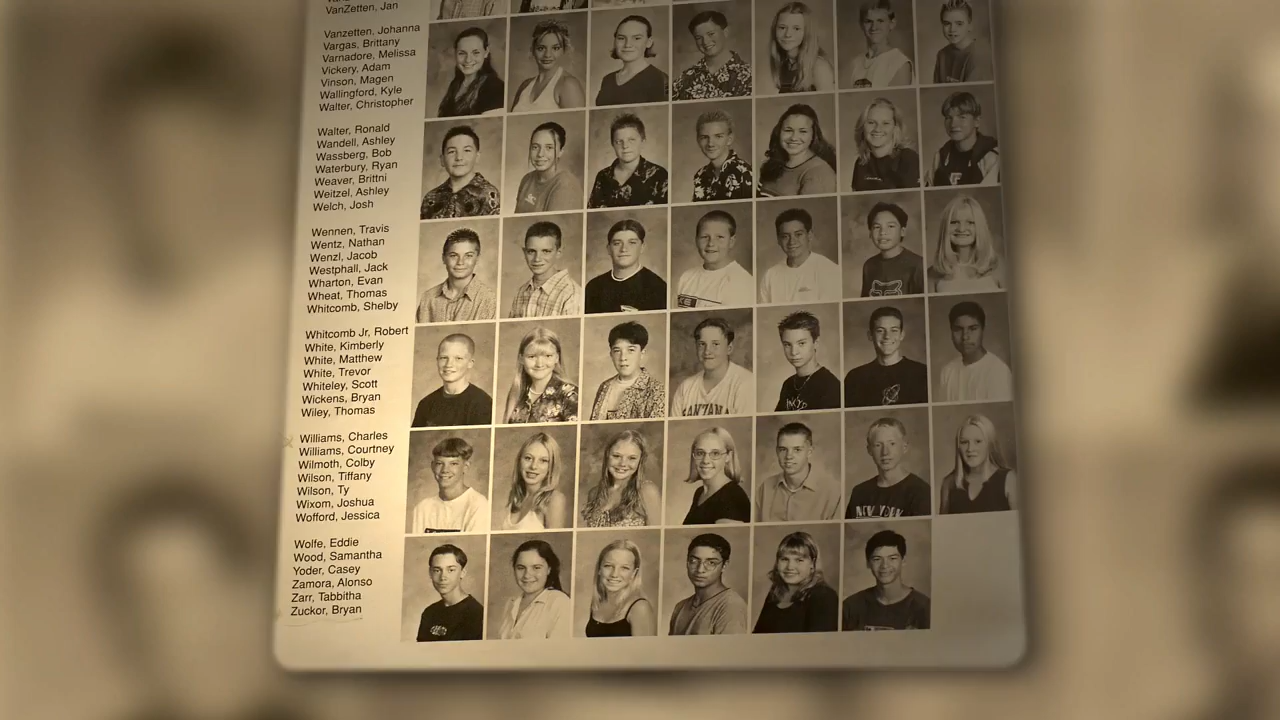 VanZetten, Jan
Vanzetten, Johanna
Vargas, Brittany
Varnadore, Melissa
Vickery, Adam
Vinson, Magen
Wallingford, Kyle
Walter, Christopher
Walter, Ronald
Wandell, Ashley
Wassberg, Bob
Waterbury, Ryan
Weaver, Brittni
Weitzel, Ashley
Welch, Josh
Wennen, Travis
Wentz, Nathan
Wenzl, Jacob
Westphall, Jack
Wharton, Evan
Wheat, Thomas
Whitcomb, Shelby
Whitcomb Jr, Robert
White, Kimberly
White, Matthew
White, Trevor
Whiteley, Scott
Wickens, Bryan
Wiley, Thomas
Williams, Charles
Williams, Courtney
Wilmoth, Colby
Wilson, Tiffany
Wilson, Ty
Wixom, Joshua
Wofford, Jessica
NEW YORK
Wolfe, Eddie
Wood, Samantha
Yoder, Casey
Zamora, Alonso
Zarr, Tabbitha
Zuckor, Bryan